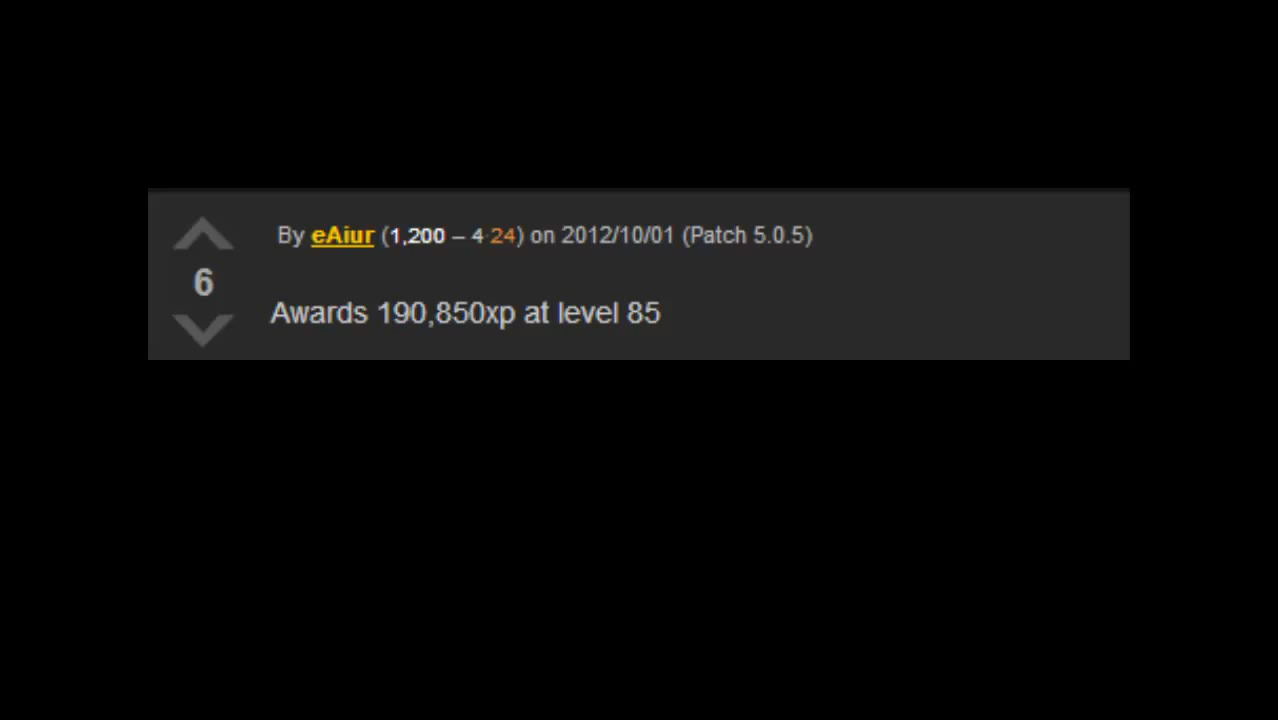 By eAiur (1,200 – 4·24) on 2012/10/01 (Patch 5.0.5)
6
Awards 190,850xp at level 85